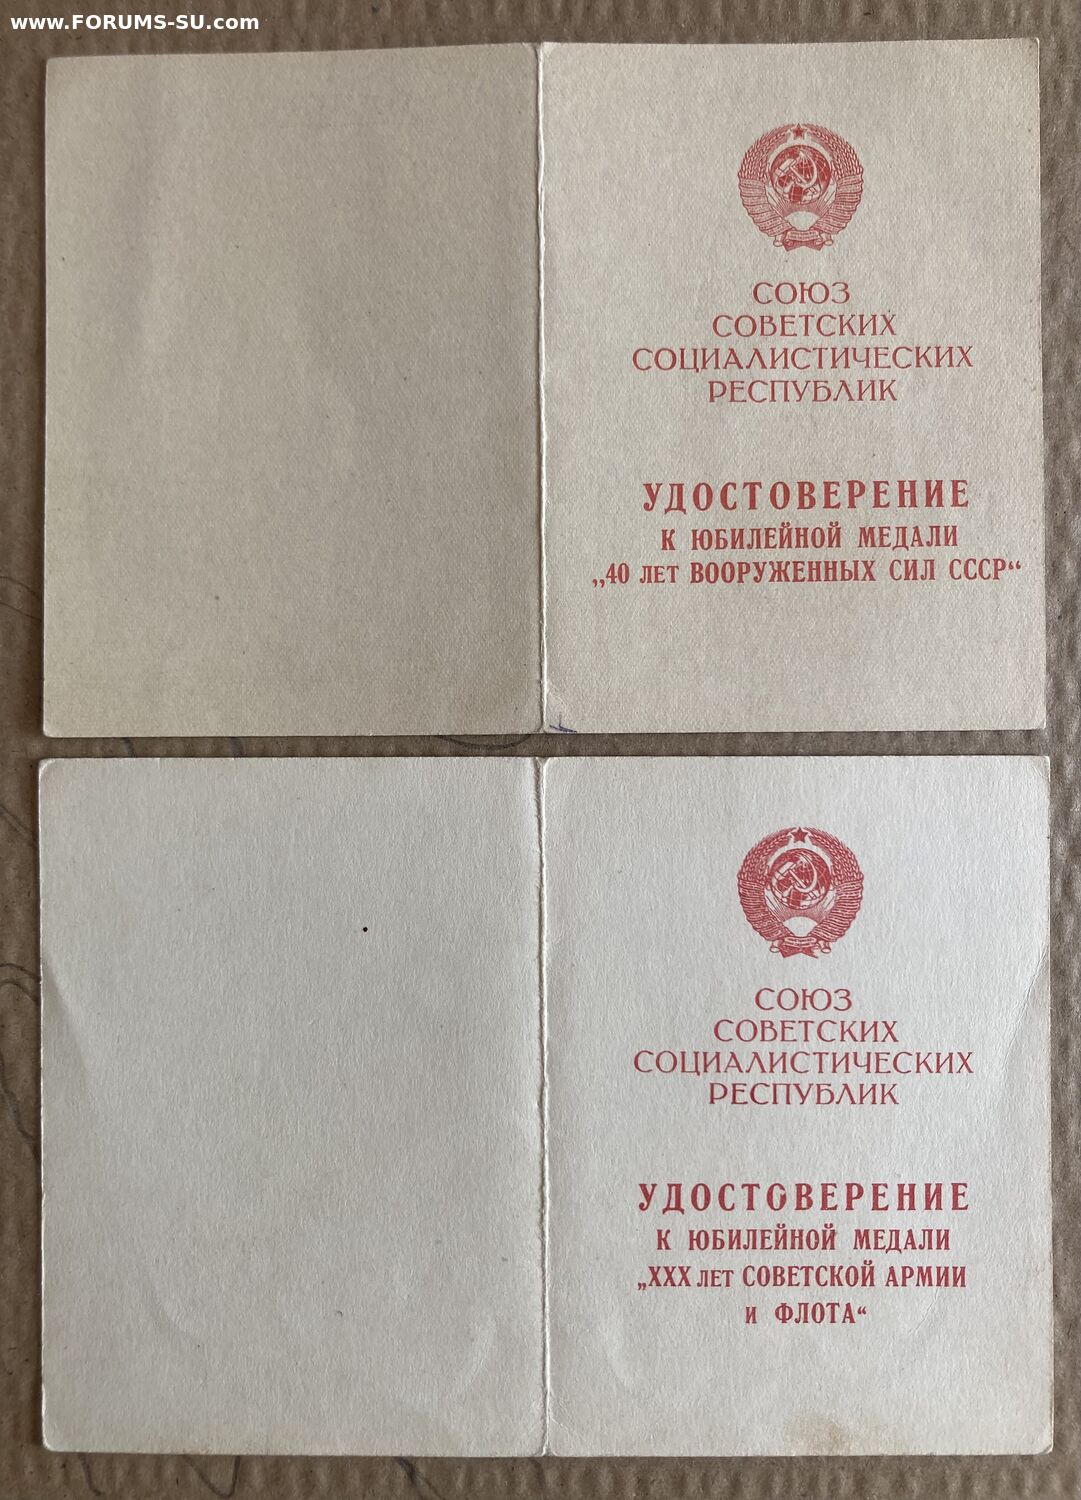 www.FORUMS-SU.com
СОЮЗ
СОВЕТСКИХ
СОЦИАЛИСТИЧЕСКИХ
РЕСПУБЛИК
УДОСТОВЕРЕНИЕ
К ЮБИЛЕЙНОЙ МЕДАЛИ
„40 ЛЕТ ВООРУЖЕННЫХ СИЛ СССР“
СОЮЗ
СОВЕТСКИХ
СОЦИАЛИСТИЧЕСКИХ
РЕСПУБЛИК
УДОСТОВЕРЕНИЕ
К ЮБИЛЕЙНОЙ МЕДАЛИ
„XXX ЛЕТ СОВЕТСКОЙ АРМИИ
И ФЛОТА“